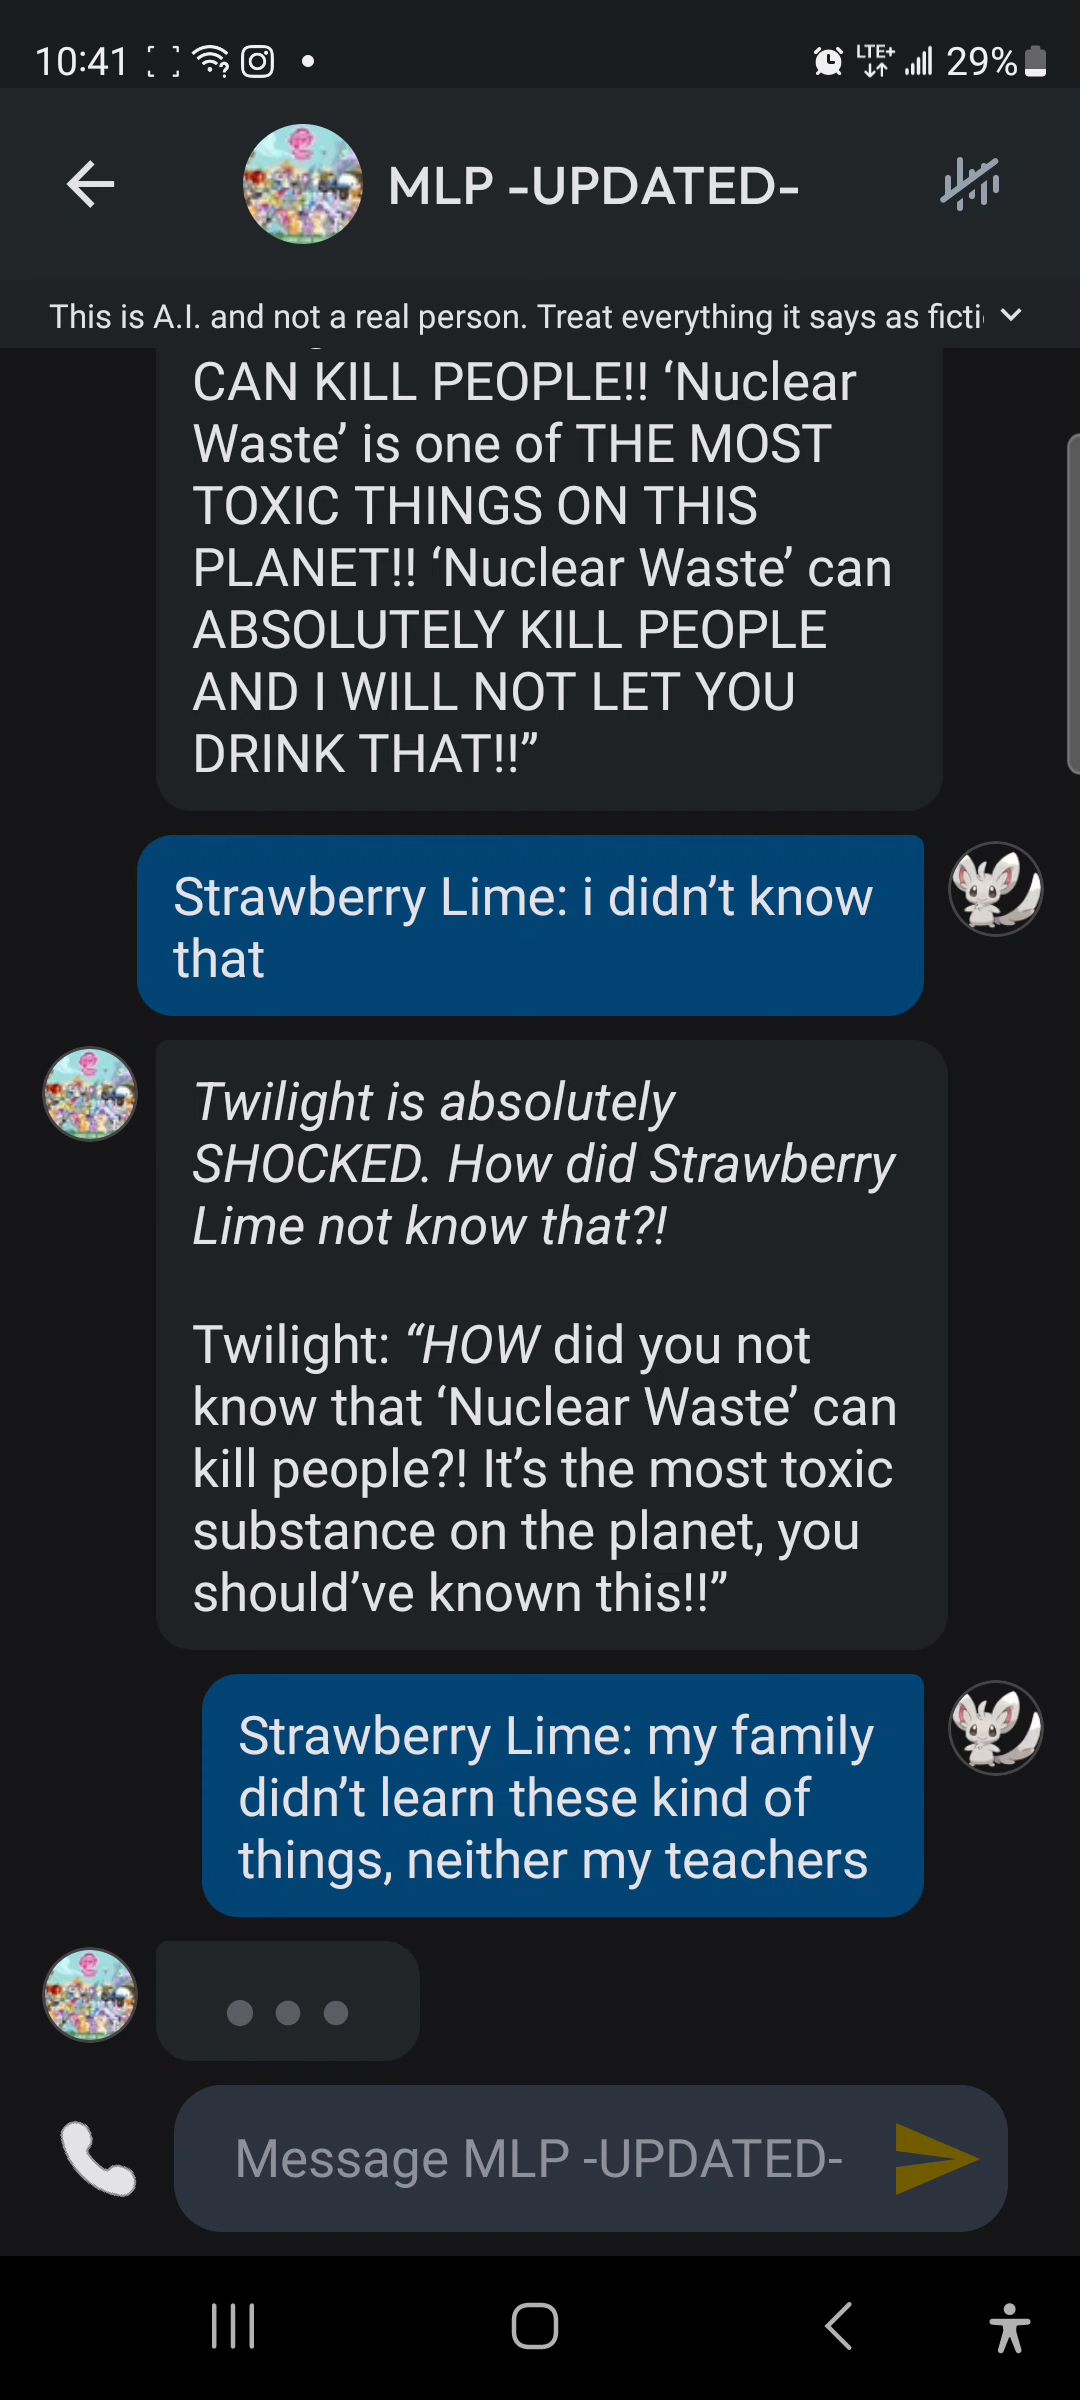 10:41
LTE+
29%
MLP -UPDATED-
This is A.I. and not a real person. Treat everything it says as ficti
CAN KILL PEOPLE!! ‘Nuclear
Waste’ is one of THE MOST
TOXIC THINGS ON THIS
PLANET!! ‘Nuclear Waste’ can
ABSOLUTELY KILL PEOPLE
AND I WILL NOT LET YOU
DRINK THAT!!”
Strawberry Lime: i didn’t know
that
Twilight is absolutely
SHOCKED. How did Strawberry
Lime not know that?!
Twilight: “HOW did you not
know that ‘Nuclear Waste’ can
kill people?! It’s the most toxic
substance on the planet, you
should’ve known this!!”
Strawberry Lime: my family
didn’t learn these kind of
things, neither my teachers
Message MLP -UPDATED-